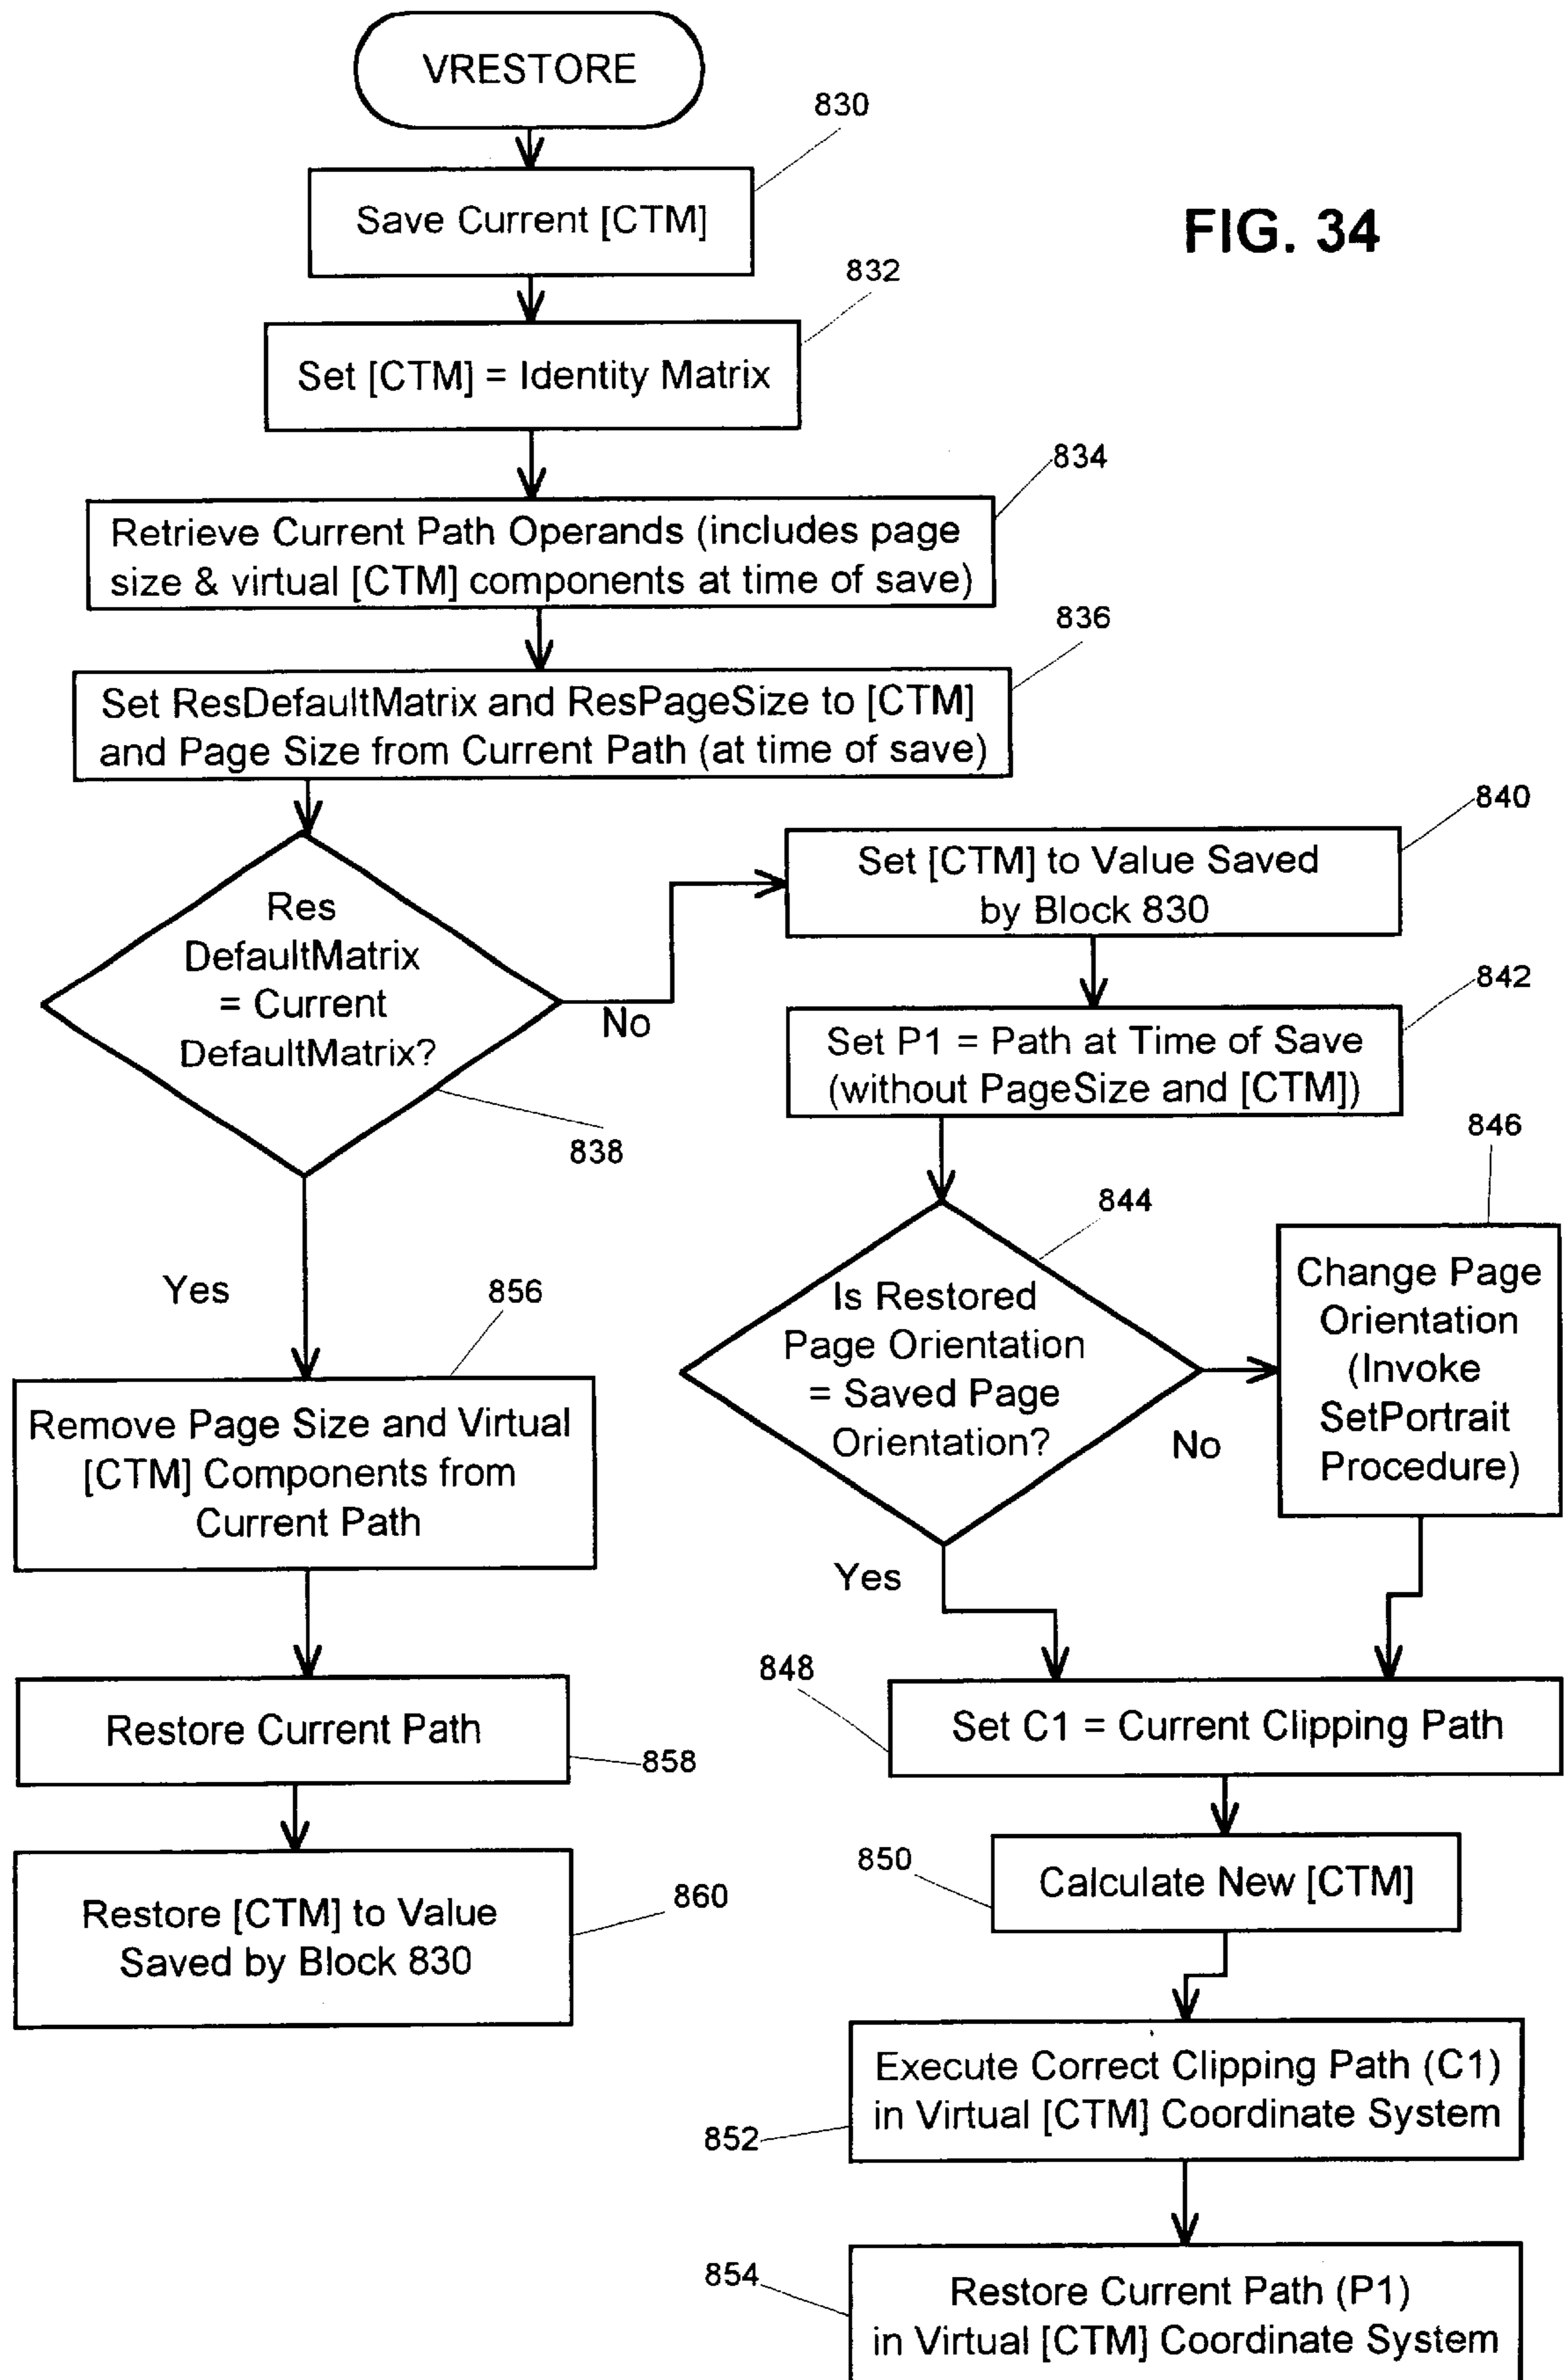 VRESTORE
830
Save Current [CTM]
FIG. 34
832
Set [CTM] = Identity Matrix
834
Retrieve Current Path Operands (includes page
size & virtual [CTM] components at time of save)
836
Set ResDefaultMatrix and ResPageSize to [CTM]
and Page Size from Current Path (at time of save)
Res
DefaultMatrix
= Current
DefaultMatrix?
838
No
840
Set [CTM] to Value Saved
by Block 830
842
Set P1 = Path at Time of Save
(without PageSize and [CTM])
844
Is Restored
Page Orientation
= Saved Page
Orientation?
No
846
Change Page
Orientation
(Invoke
SetPortrait
Procedure)
Yes
848
Set C1 = Current Clipping Path
850
Calculate New [CTM]
Execute Correct Clipping Path (C1)
in Virtual [CTM] Coordinate System
852
854
Restore Current Path (P1)
in Virtual [CTM] Coordinate System
Yes
856
Remove Page Size and Virtual
[CTM] Components from
Current Path
Restore Current Path
858
Restore [CTM] to Value
Saved by Block 830
860